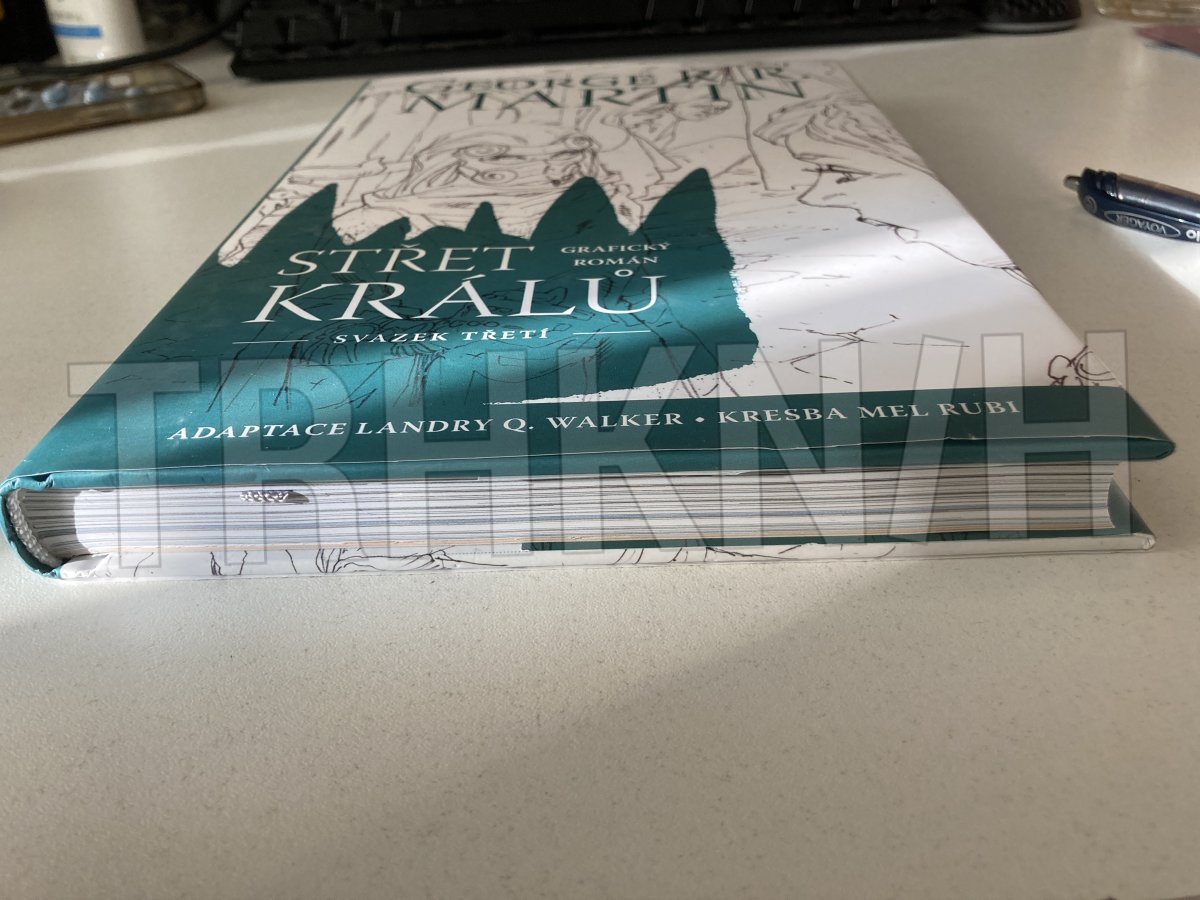 GEORGE R. R.
MARTIN
STŘET
KRÁLŮ
GRAFICKÝ
ROMÁN
SVAZEK TŘETÍ
ADAPTACE LANDRY Q. WALKER • KRESBA MEL RUBI
TRHKNIH
VOYAGER